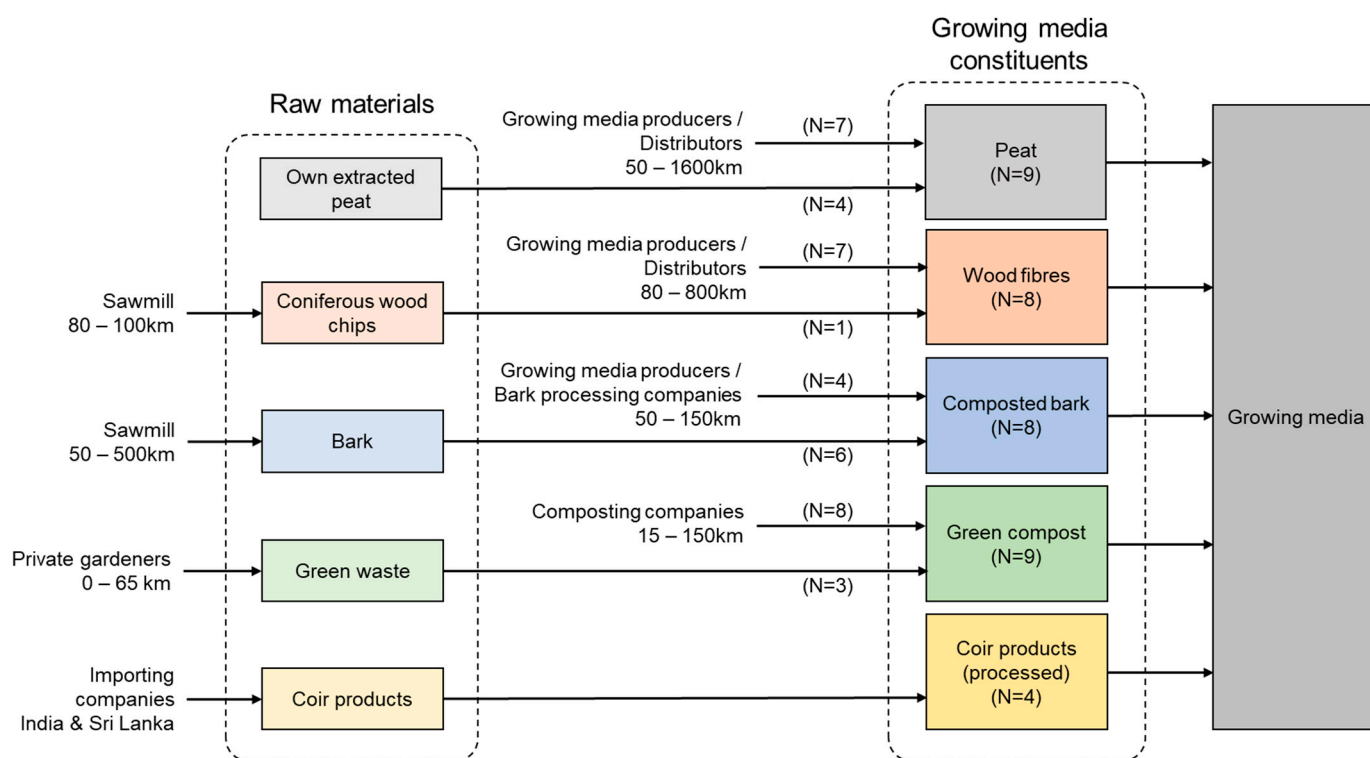 Growing media
constituents
Raw materials
Growing media producers /
Distributors
50 – 1600km
(N=7)
Own extracted
peat
(N=4)
Peat
(N=9)
Growing media producers /
Distributors
80 – 800km
(N=7)
Sawmill
80 – 100km
Coniferous wood
chips
(N=1)
Wood fibres
(N=8)
Growing media producers /
Bark processing companies
50 – 150km
(N=4)
Sawmill
50 – 500km
Bark
(N=6)
Composted bark
(N=8)
Growing media
Composting companies
15 – 150km
(N=8)
Private gardeners
0 – 65 km
Green waste
(N=3)
Green compost
(N=9)
Importing
companies
India & Sri Lanka
Coir products
Coir products
(processed)
(N=4)